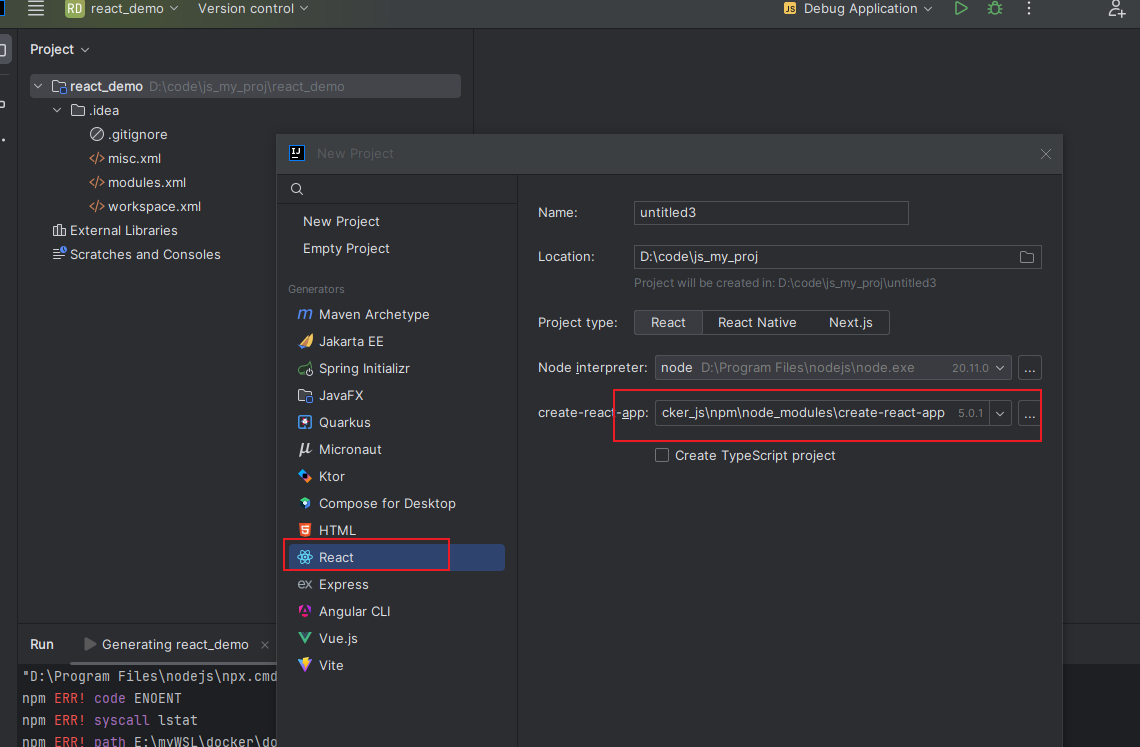 RD react_demo Version control JS Debug Application
Project
react_demo D:\code\js_my_proj\react_demo
.idea
.gitignore
misc.xml
modules.xml
workspace.xml
External Libraries
Scratches and Consoles
IJ New Project
New Project
Empty Project
Generators
Maven Archetype
Jakarta EE
Spring Initializr
JavaFX
Quarkus
Micronaut
Ktor
Compose for Desktop
HTML
React
ex Express
Angular CLI
Vue.js
Vite
Name: untitled3
Location: D:\code\js_my_proj
Project will be created in: D:\code\js_my_proj\untitled3
Project type: React React Native Next.js
Node interpreter: node D:\Program Files\nodejs\node.exe 20.11.0 ...
create-react-app: cker_js\npm\node_modules\create-react-app 5.0.1 ...
Create TypeScript project
Run Generating react_demo
"D:\Program Files\nodejs\npx.cmd
npm ERR! code ENOENT
npm ERR! syscall lstat
npm ERR! path E:\myWSL\docker\do